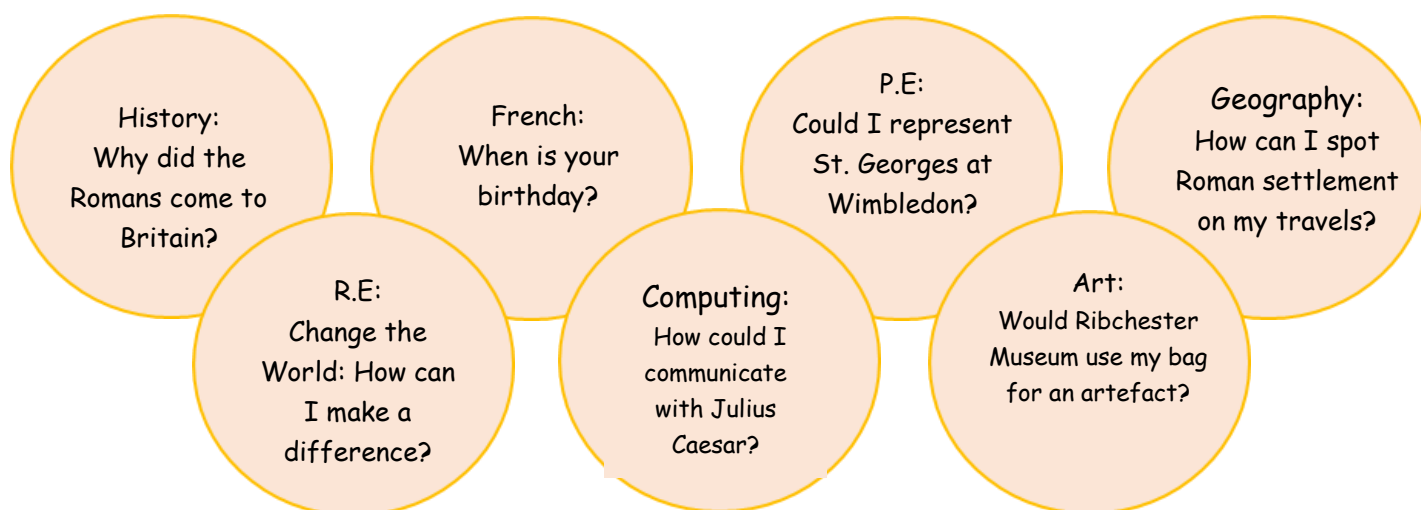 History:
Why did the
Romans come to
Britain?
French:
When is your
birthday?
P.E:
Could I represent
St. Georges at
Wimbledon?
Geography:
How can I spot
Roman settlement
on my travels?
R.E:
Change the
World: How can
I make a
difference?
Computing:
How could I
communicate
with Julius
Caesar?
Art:
Would Ribchester
Museum use my bag
for an artefact?